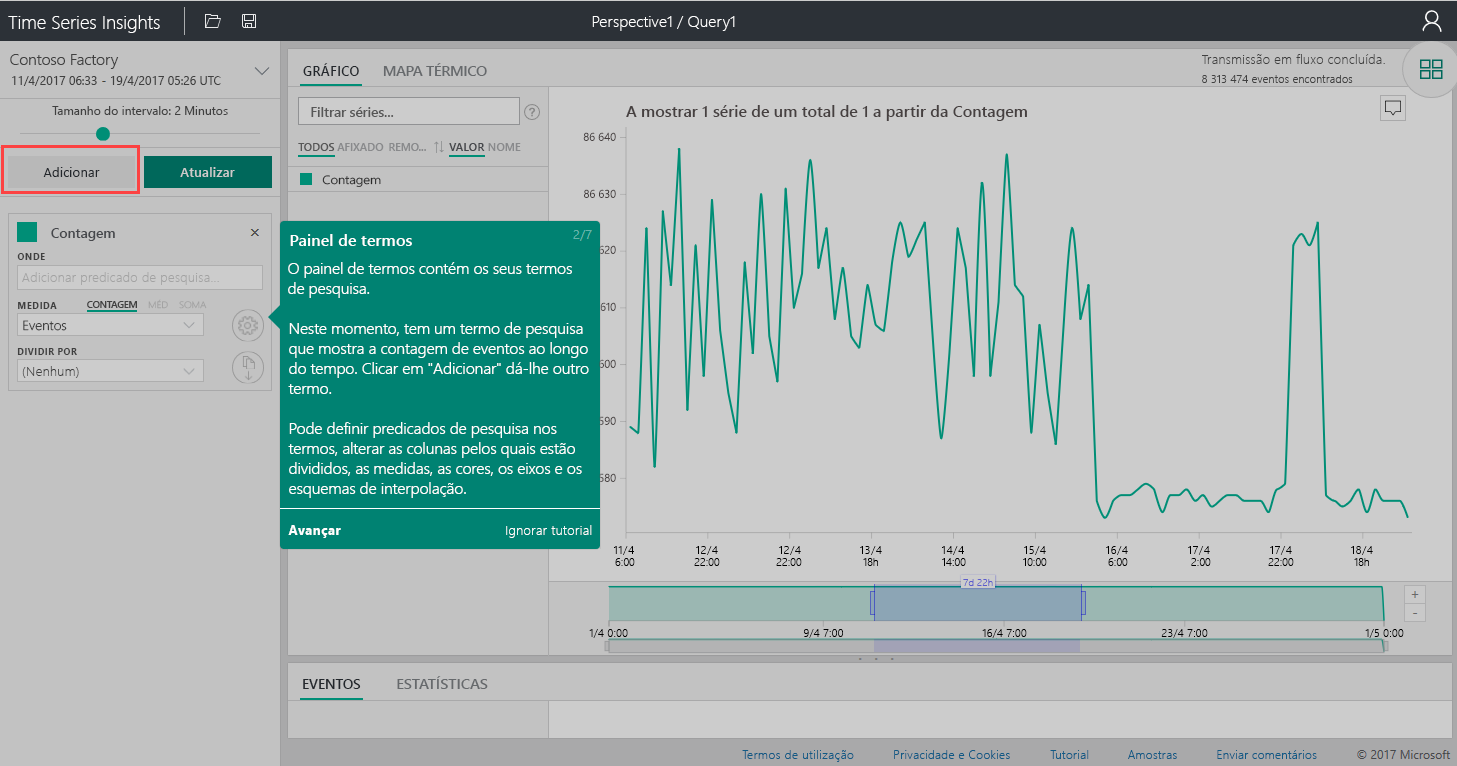 Time Series Insights
Perspective1 / Query1
Contoso Factory
11/4/2017 06:33 - 19/4/2017 05:26 UTC
Tamanho do intervalo: 2 Minutos
Adicionar
Atualizar
Contagem
×
ONDE
Adicionar predicado de pesquisa...
MEDIDA CONTAGEM MÉD SOMA
Eventos
DIVIDIR POR
(Nenhum)
GRÁFICO MAPA TÉRMICO
Transmissão em fluxo concluída.
8 313 474 eventos encontrados
Filtrar séries...
?
TODOS AFIXADO REMO... VALOR NOME
Contagem
Painel de termos 2/7
O painel de termos contém os seus termos
de pesquisa.
Neste momento, tem um termo de pesquisa
que mostra a contagem de eventos ao longo
do tempo. Clicar em "Adicionar" dá-lhe outro
termo.
Pode definir predicados de pesquisa nos
termos, alterar as colunas pelos quais estão
divididos, as medidas, as cores, os eixos e os
esquemas de interpolação.
Avançar Ignorar tutorial
A mostrar 1 série de um total de 1 a partir da Contagem
86 640
86 630
620
610
600
590
580
11/4 12/4 12/4 13/4 14/4 15/4 16/4 17/4 17/4 18/4
6:00 22:00 22:00 18h 14:00 10:00 6:00 2:00 22:00 18h
7d 22h
+
-
1/4 0:00 9/4 7:00 16/4 7:00 23/4 7:00 1/5 0:00
EVENTOS ESTATÍSTICAS
Termos de utilização Privacidade e Cookies Tutorial Amostras Enviar comentários © 2017 Microsoft